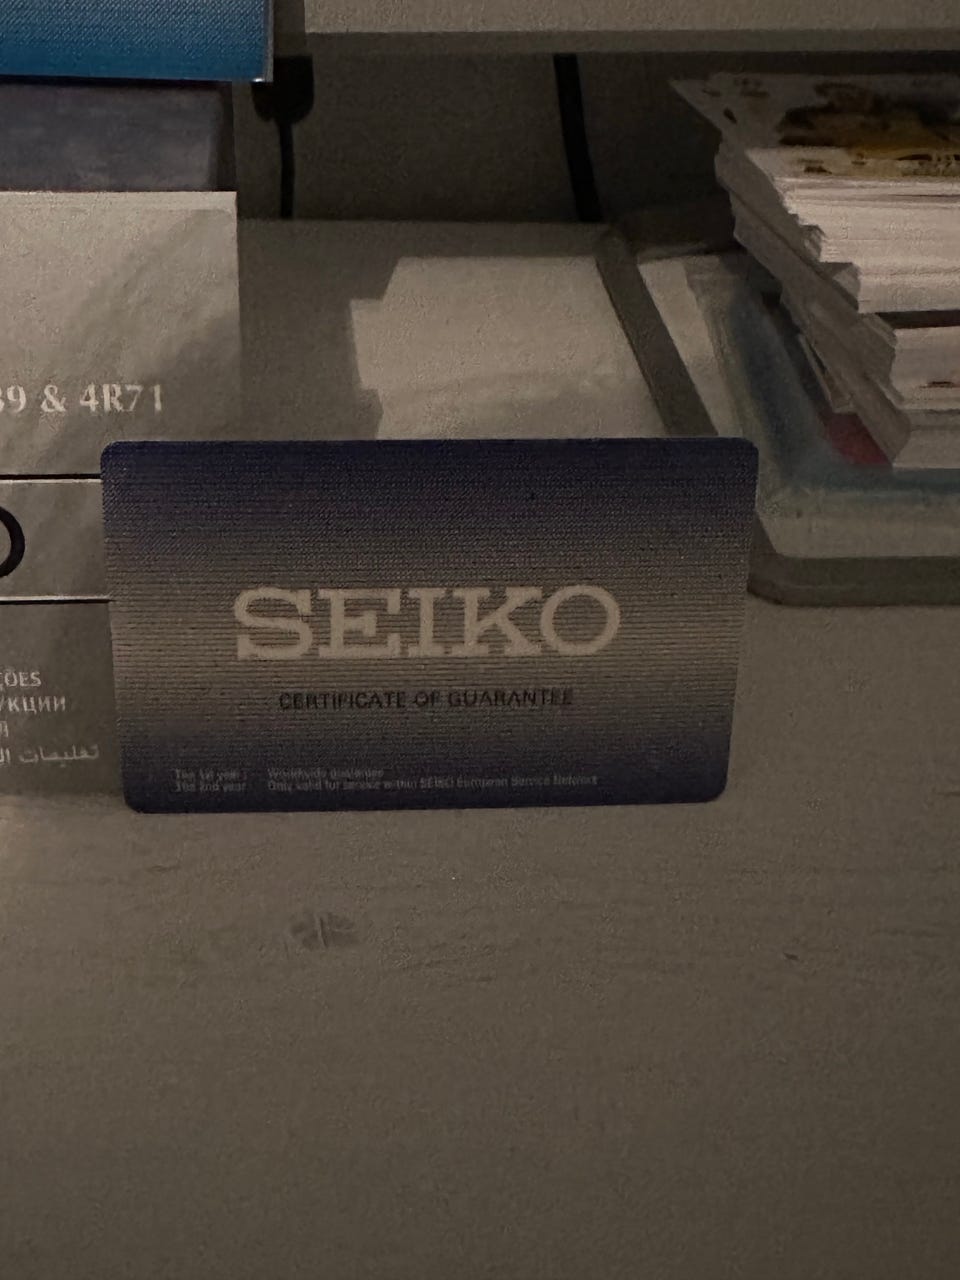 39 & 4R71
SEIKO
CERTIFICATE OF GUARANTEE
The 1st year : Worldwide guarantee
The 2nd year : Only valid for service within SEIKO European Service Network
ÇÕES
УКЦИИ
تعليمات